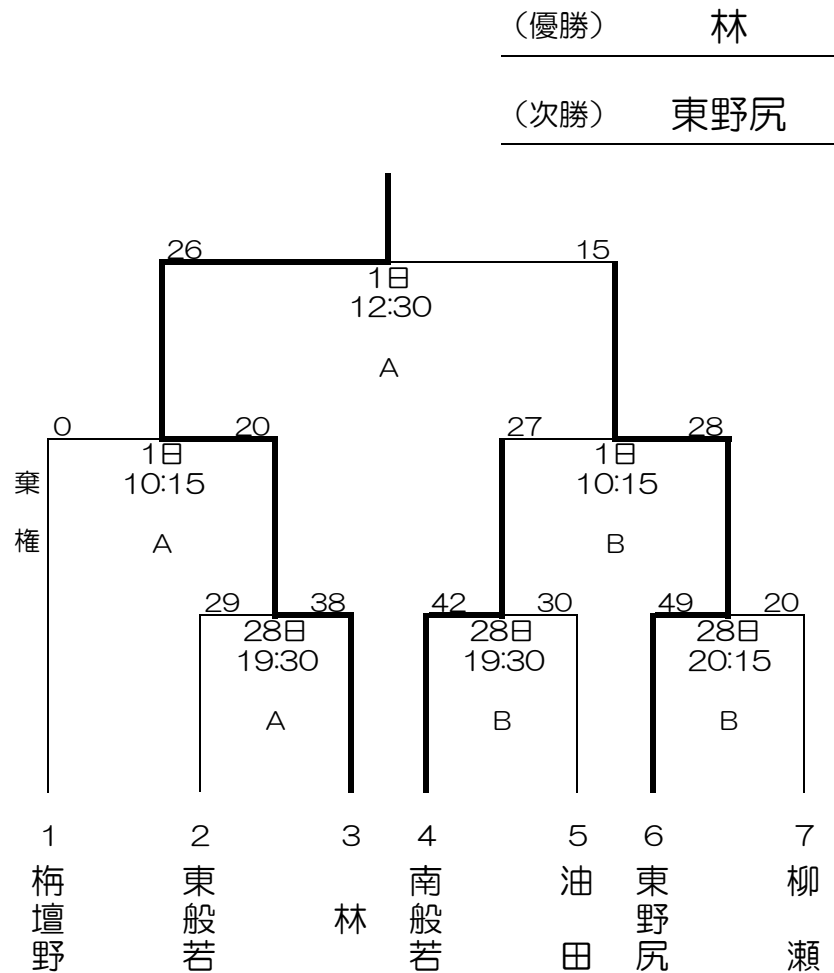 (優勝) 林
(次勝) 東野尻
26 15
1日
12:30
A
0 20 27 28
1日 1日
10:15 10:15
棄権
A B
29 38 42 30 49 20
28日 28日 28日
19:30 19:30 20:15
A B B
1 2 3 4 5 6 7
栴壇野 東般若 林 南般若 油田 東野尻 柳瀬